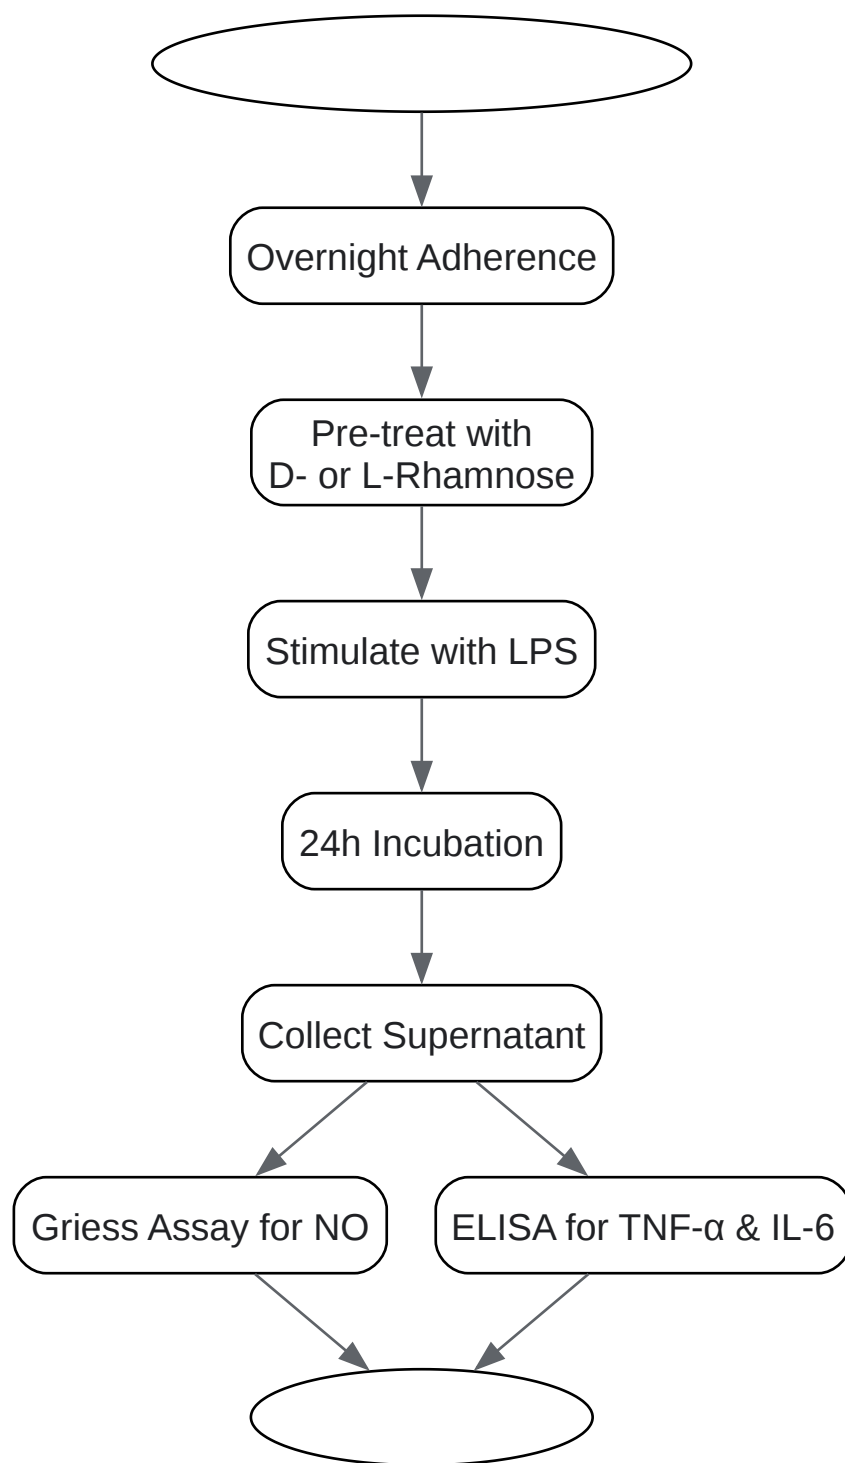 Overnight Adherence
Pre-treat with
D- or L-Rhamnose
Stimulate with LPS
24h Incubation
Collect Supernatant
Griess Assay for NO
ELISA for TNF-α & IL-6